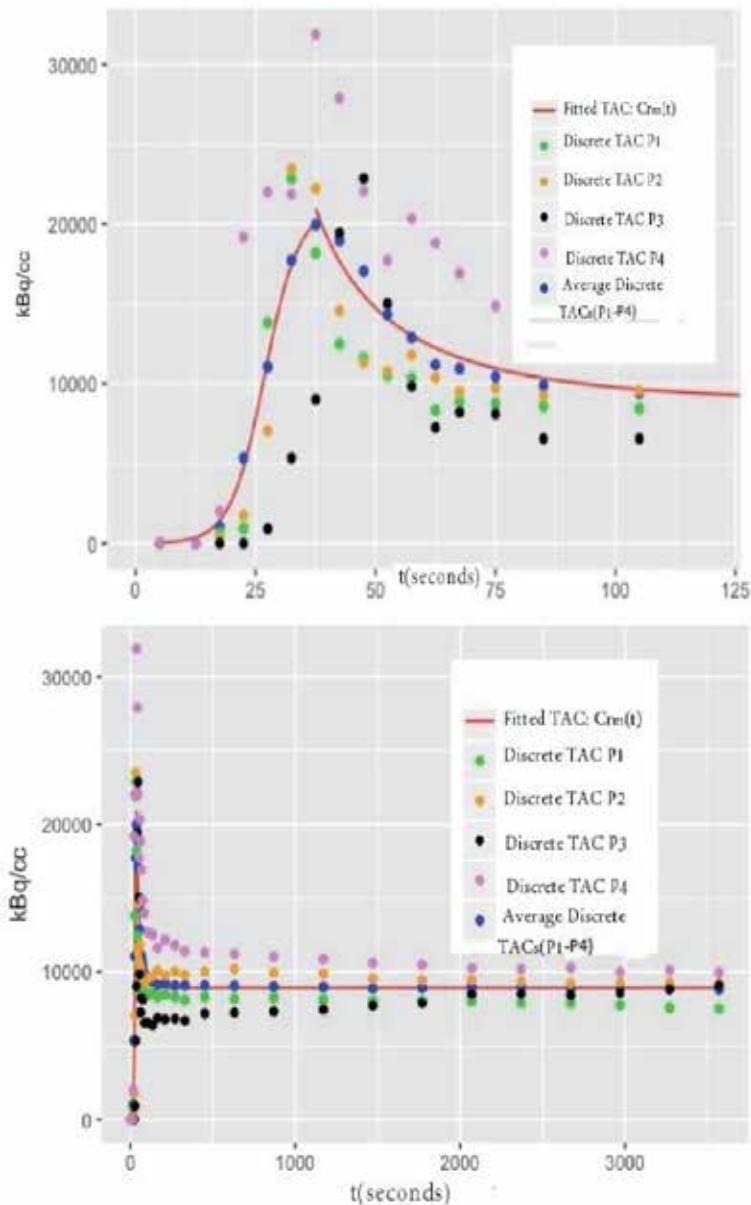 30000
20000
10000
0
kBq/cc
Fitted TAC: Cm(t)
Discrete TAC P1
Discrete TAC P2
Discrete TAC P3
Discrete TAC P4
Average Discrete
TACs(P1-P4)
0 25 50 75 100 125
t(seconds)
30000
20000
10000
0
kBq/cc
Fitted TAC: Cm(t)
Discrete TAC P1
Discrete TAC P2
Discrete TAC P3
Discrete TAC P4
Average Discrete
TACs(P1-P4)
0 1000 2000 3000
t(seconds)